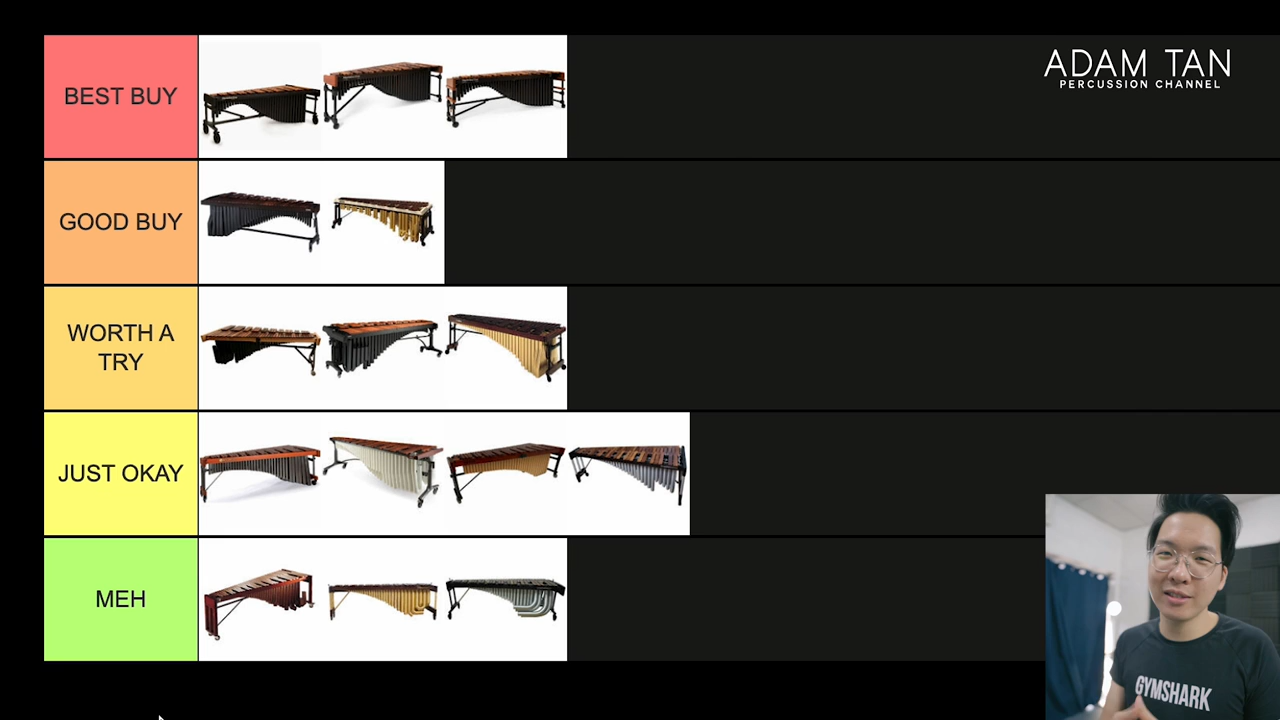 ADAM TAN
PERCUSSION CHANNEL
BEST BUY
GOOD BUY
WORTH A
TRY
JUST OKAY
MEH
GYMSHARK